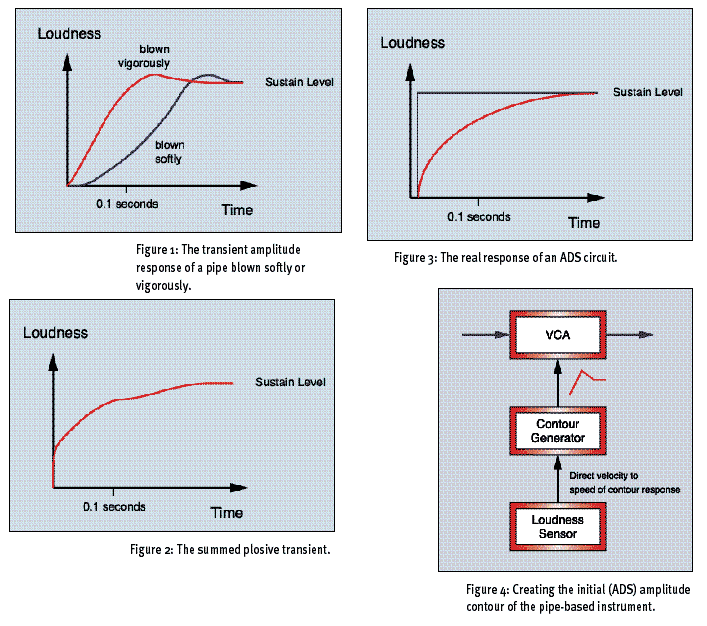 Loudness
blown
vigorously
Sustain Level
blown
softly
0.1 seconds
Time
Figure 1: The transient amplitude
response of a pipe blown softly or
vigorously.
Loudness
Sustain Level
0.1 seconds
Time
Figure 2: The summed plosive transient.
Loudness
Sustain Level
0.1 seconds
Time
Figure 3: The real response of an ADS circuit.
VCA
Contour
Generator
Direct velocity to
speed of contour response
Loudness
Sensor
Figure 4: Creating the initial (ADS) amplitude
contour of the pipe-based instrument.